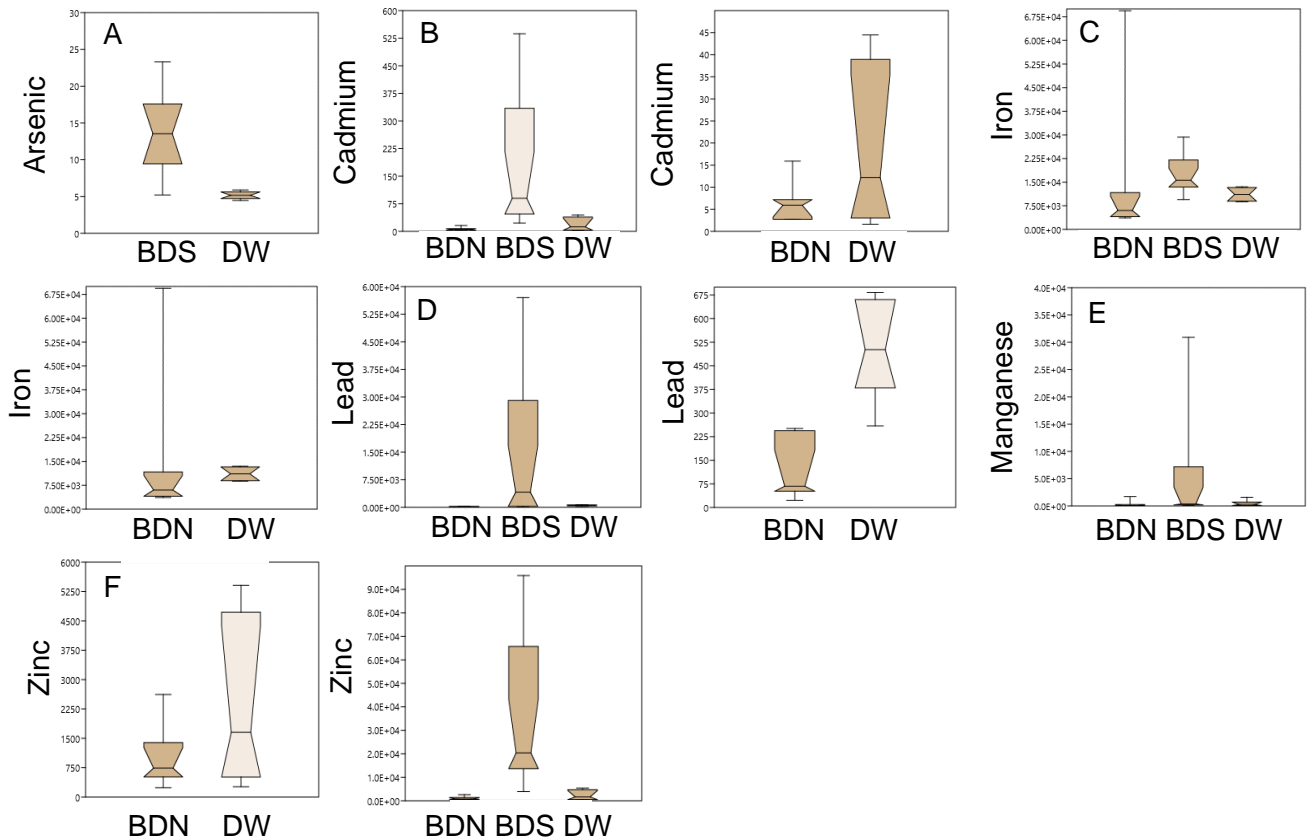 A
Arsenic
30
25
20
15
10
5
0
BDS DW
B
Cadmium
600
525
450
375
300
225
150
75
0
BDN BDS DW
Cadmium
45
40
35
30
25
20
15
10
5
0
BDN DW
C
Iron
6.75E+04
6.00E+04
5.25E+04
4.50E+04
3.75E+04
3.00E+04
2.25E+04
1.50E+04
7.50E+03
0.00E+00
BDN BDS DW
Iron
6.75E+04
6.00E+04
5.25E+04
4.50E+04
3.75E+04
3.00E+04
2.25E+04
1.50E+04
7.50E+03
0.00E+00
BDN DW
D
Lead
6.00E+04
5.25E+04
4.50E+04
3.75E+04
3.00E+04
2.25E+04
1.50E+04
7.50E+03
0.00E+00
BDN BDS DW
Lead
675
600
525
450
375
300
225
150
75
0
BDN DW
E
Manganese
4.0E+04
3.5E+04
3.0E+04
2.5E+04
2.0E+04
1.5E+04
1.0E+04
5.0E+03
0.0E+00
BDN BDS DW
F
Zinc
6000
5250
4500
3750
3000
2250
1500
750
0
BDN DW
Zinc
9.0E+04
8.0E+04
7.0E+04
6.0E+04
5.0E+04
4.0E+04
3.0E+04
2.0E+04
1.0E+04
0.0E+00
BDN BDS DW